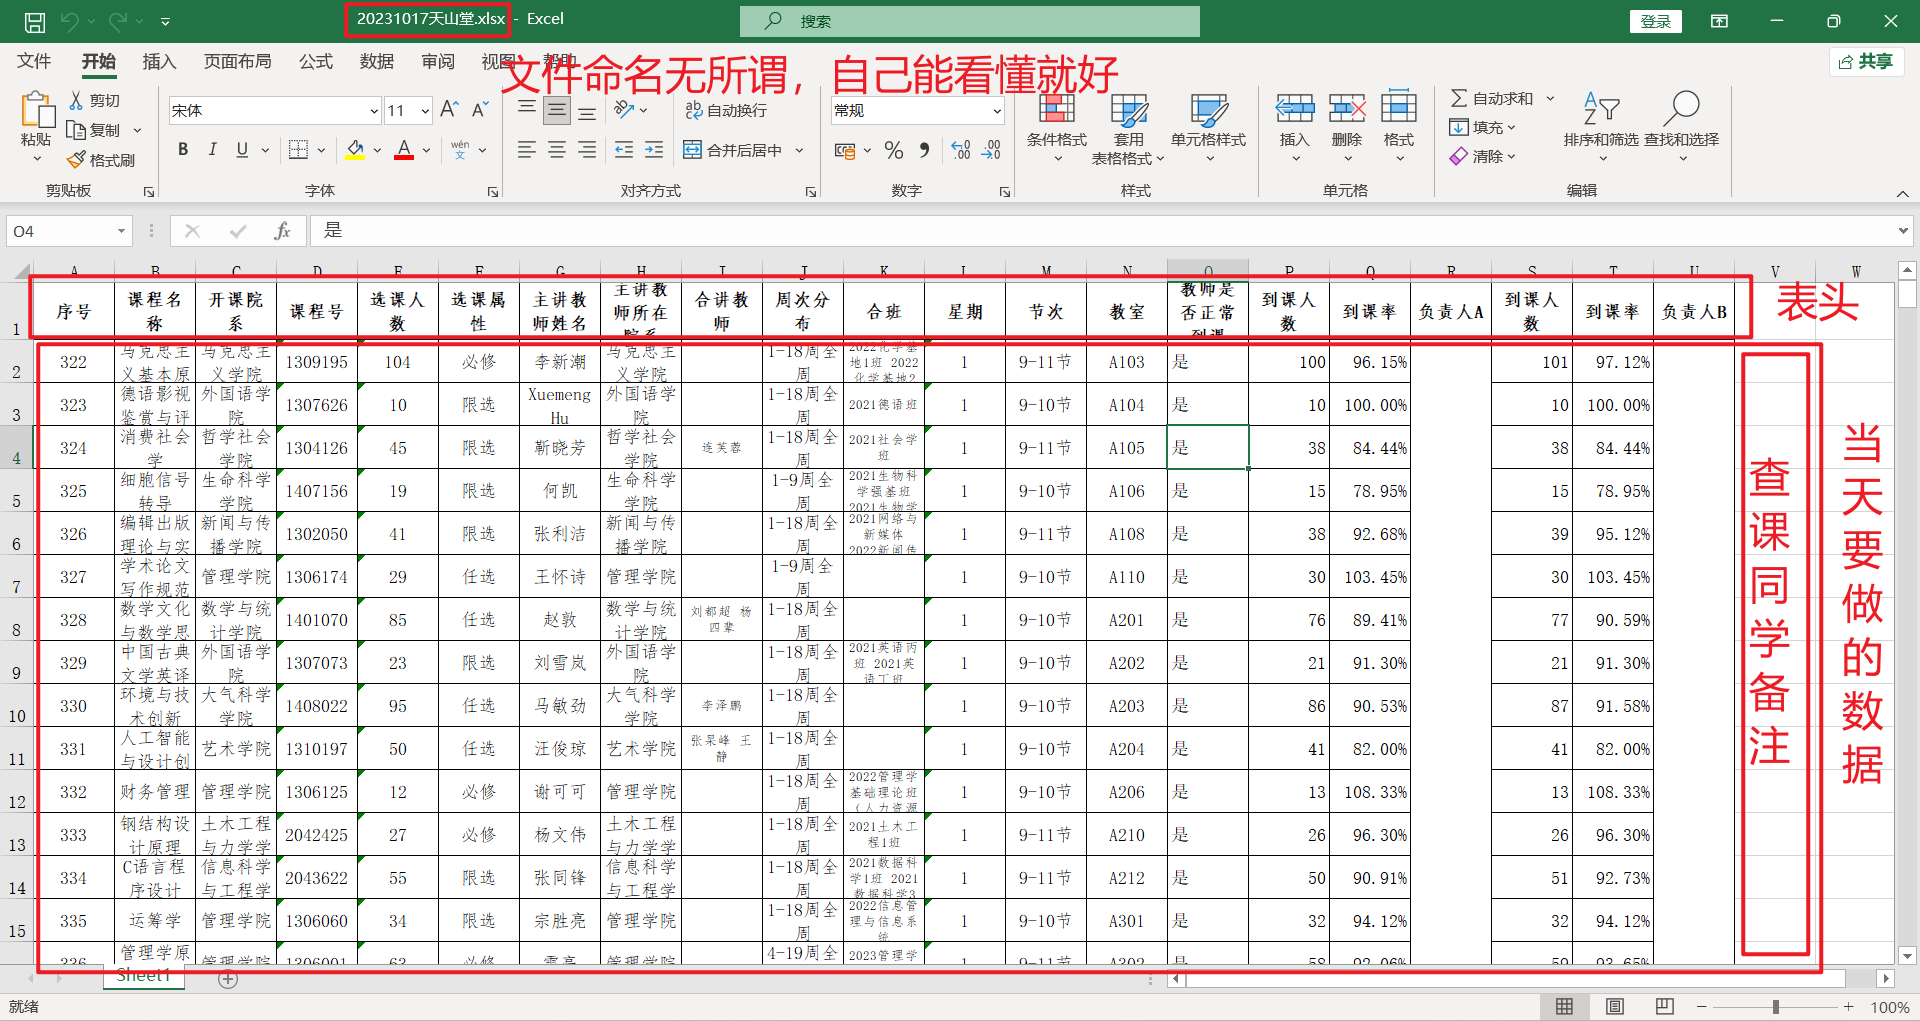 20231017天山堂.xlsx - Excel
搜索
登录
文件 开始 插入 页面布局 公式 数据 审阅 视图 帮助
共享
文件命名无所谓，自己能看懂就好
粘贴 剪切 复制 格式刷
宋体 11
B I U A wén 文
ab 自动换行
合并后居中
常规
% .00
条件格式 套用表格格式 单元格样式
插入 删除 格式
自动求和 填充 清除
排序和筛选 查找和选择
剪贴板 字体 对齐方式 数字 样式 单元格 编辑
O4 fx 是
A B C D E F G H I J K L M N O P Q R S T U V W
1 序号 课程名称 开课院系 课程号 选课人数 选课属性 主讲教师姓名 主讲教师所在院系 合讲教师 周次分布 合班 星期 节次 教室 教师是否正常到课 到课人数 到课率 负责人A 到课人数 到课率 负责人B
表头
2 322 马克思主义基本原 马克思主义学院 1309195 104 必修 李新潮 马克思主义学院 1-18周全周 2022化学基地1班 2022化学基地2 1 9-11节 A103 是 100 96.15% 101 97.12%
3 323 德语影视鉴赏与评 外国语学院 1307626 10 限选 Xuemeng Hu 外国语学院 1-18周全周 2021德语班 1 9-10节 A104 是 10 100.00% 10 100.00%
4 324 消费社会学 哲学社会学院 1304126 45 限选 靳晓芳 哲学社会学院 连芙蓉 1-18周全周 2021社会学班 1 9-11节 A105 是 38 84.44% 38 84.44%
5 325 细胞信号转导 生命科学学院 1407156 19 限选 何凯 生命科学学院 1-9周全周 2021生物科学强基班 2021生物学 1 9-10节 A106 是 15 78.95% 15 78.95%
6 326 编辑出版理论与实 新闻与传播学院 1302050 41 限选 张利洁 新闻与传播学院 1-18周全周 2021网络与新媒体 2022新闻传 1 9-11节 A108 是 38 92.68% 39 95.12%
7 327 学术论文写作规范 管理学院 1306174 29 任选 王怀诗 管理学院 1-9周全周 1 9-10节 A110 是 30 103.45% 30 103.45%
8 328 数学文化与数学思 数学与统计学院 1401070 85 任选 赵敦 数学与统计学院 刘都超 杨四辈 1-18周全周 1 9-10节 A201 是 76 89.41% 77 90.59%
9 329 中国古典文学英译 外国语学院 1307073 23 限选 刘雪岚 外国语学院 1-18周全周 2021英语丙班 2021英语丁班 1 9-10节 A202 是 21 91.30% 21 91.30%
10 330 环境与技术创新 大气科学学院 1408022 95 任选 马敏劲 大气科学学院 李泽鹏 1-18周全周 1 9-10节 A203 是 86 90.53% 87 91.58%
11 331 人工智能与设计创 艺术学院 1310197 50 任选 汪俊琼 艺术学院 张杲峰 王静 1-18周全周 1 9-10节 A204 是 41 82.00% 41 82.00%
12 332 财务管理 管理学院 1306125 12 必修 谢可可 管理学院 1-18周全周 2022管理学基础理论班（人力资源 1 9-10节 A206 是 13 108.33% 13 108.33%
13 333 钢结构设计原理 土木工程与力学学 2042425 27 必修 杨文伟 土木工程与力学学 1-18周全周 2021土木工程1班 1 9-11节 A210 是 26 96.30% 26 96.30%
14 334 C语言程序设计 信息科学与工程学 2043622 55 限选 张同锋 信息科学与工程学 1-18周全周 2021数据科学1班 2021数据科学3 1 9-11节 A212 是 50 90.91% 51 92.73%
15 335 运筹学 管理学院 1306060 34 限选 宗胜亮 管理学院 1-18周全周 2022信息管理与信息系统 1 9-10节 A301 是 32 94.12% 32 94.12%
336 管理学原 管理学院 1306001 63 必修 管理学院 4-19周全 2023管理学 1 9-11节 A302 是 58 92.06% 59 93.65%
查课同学备注
当天要做的数据
Sheet1
就绪
100%